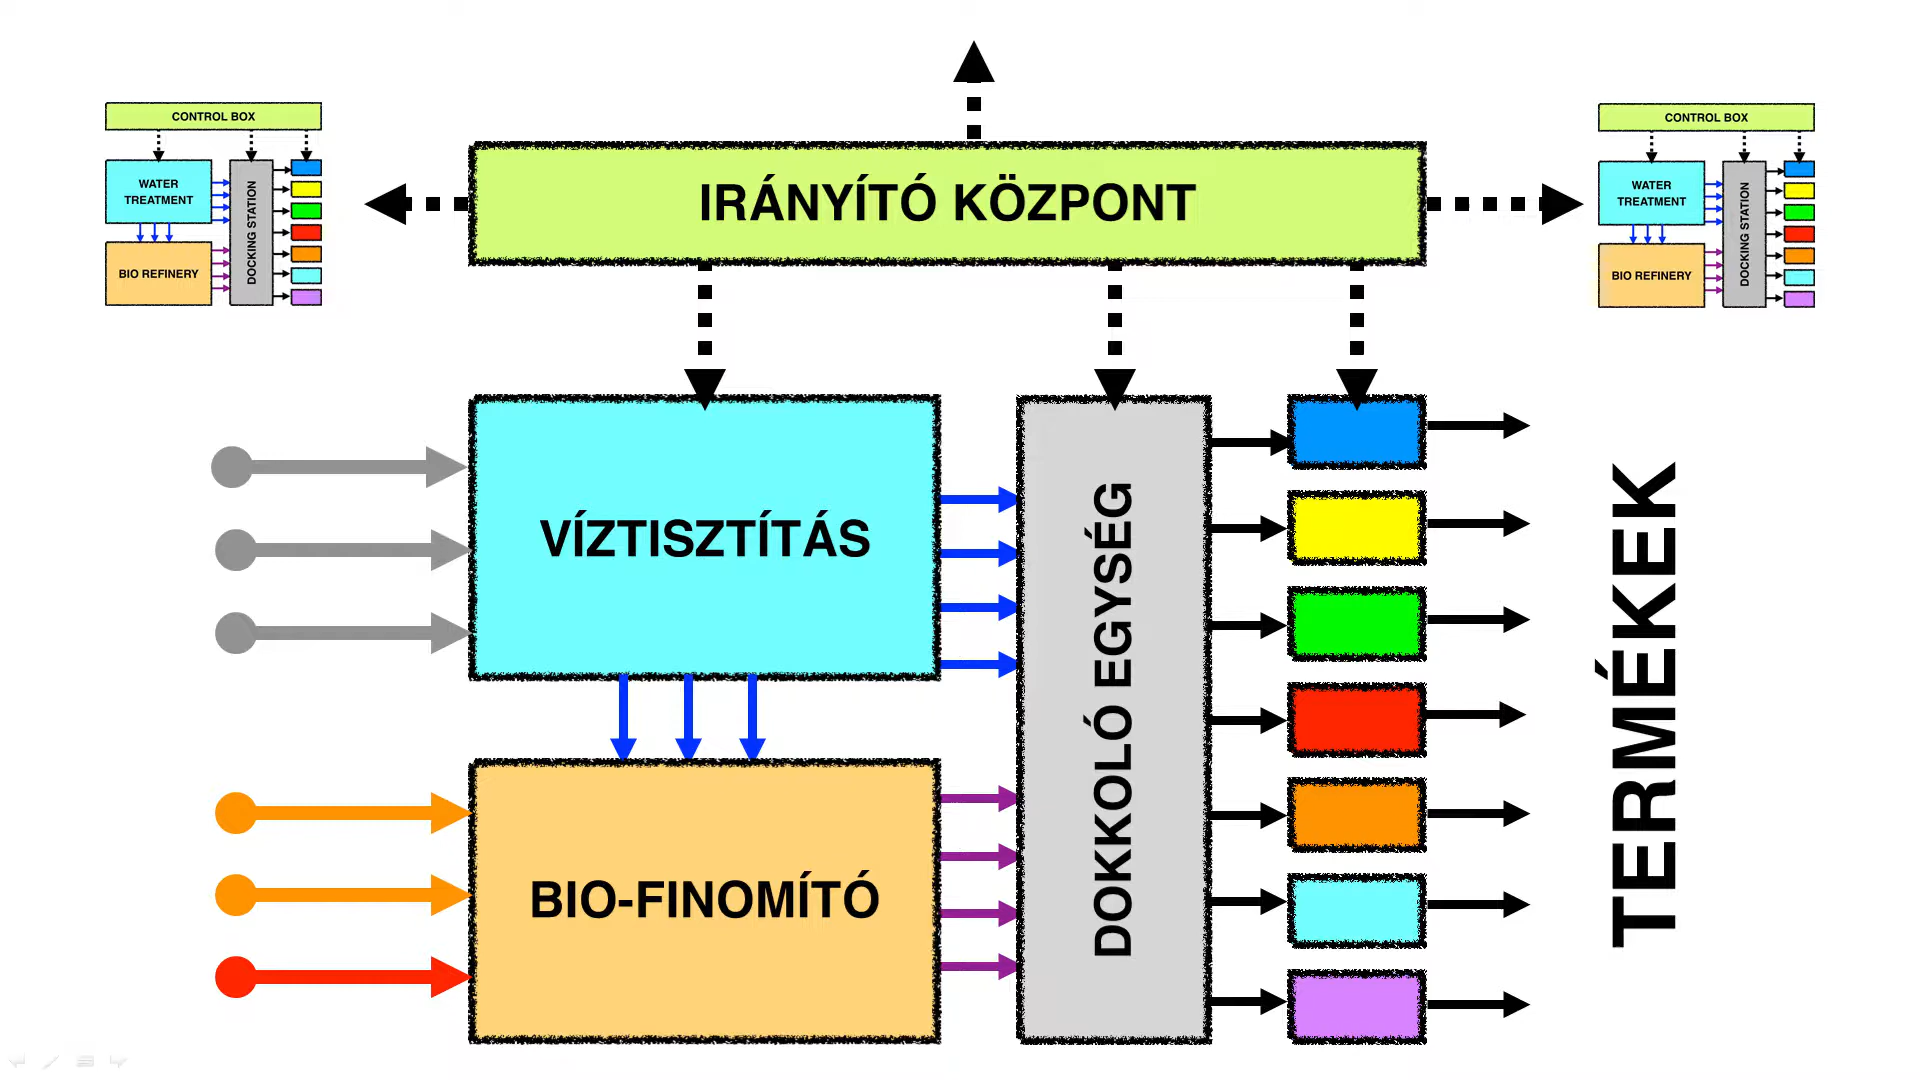 CONTROL BOX
WATER
TREATMENT
BIO REFINERY
DOCKING STATION
IRÁNYÍTÓ KÖZPONT
CONTROL BOX
WATER
TREATMENT
BIO REFINERY
DOCKING STATION
VÍZTISZTÍTÁS
BIO-FINOMÍTÓ
DOKKOLÓ EGYSÉG
TERMÉKEK